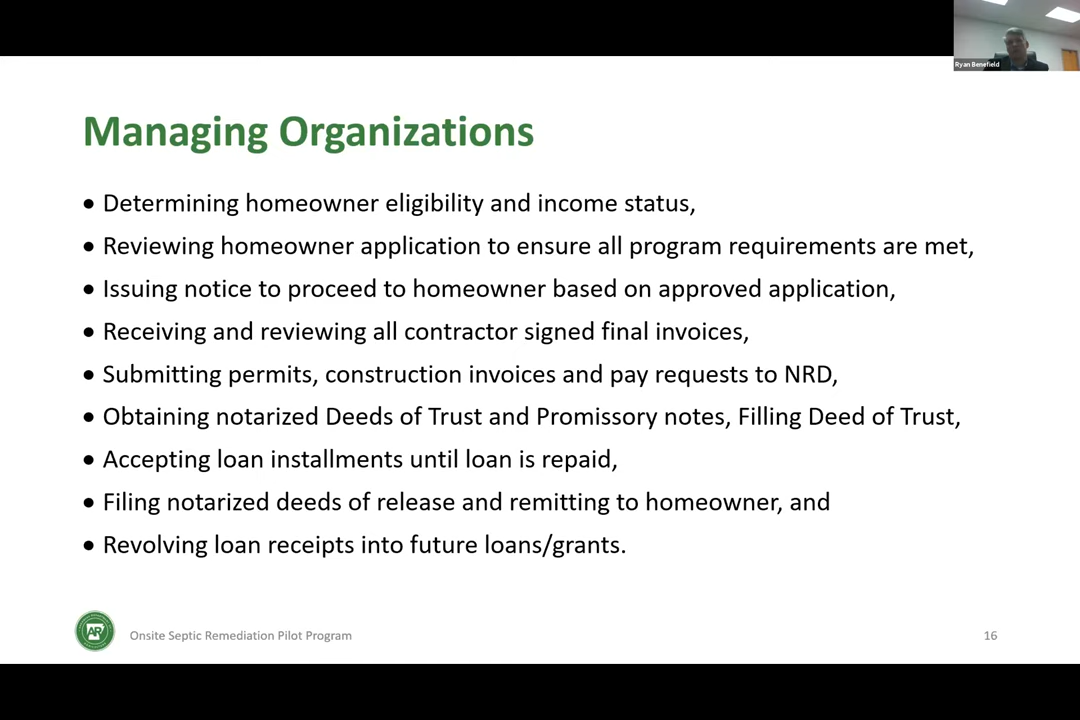 Ryan Benefield
Managing Organizations
• Determining homeowner eligibility and income status,
• Reviewing homeowner application to ensure all program requirements are met,
• Issuing notice to proceed to homeowner based on approved application,
• Receiving and reviewing all contractor signed final invoices,
• Submitting permits, construction invoices and pay requests to NRD,
• Obtaining notarized Deeds of Trust and Promissory notes, Filling Deed of Trust,
• Accepting loan installments until loan is repaid,
• Filing notarized deeds of release and remitting to homeowner, and
• Revolving loan receipts into future loans/grants.
AR
Onsite Septic Remediation Pilot Program
16